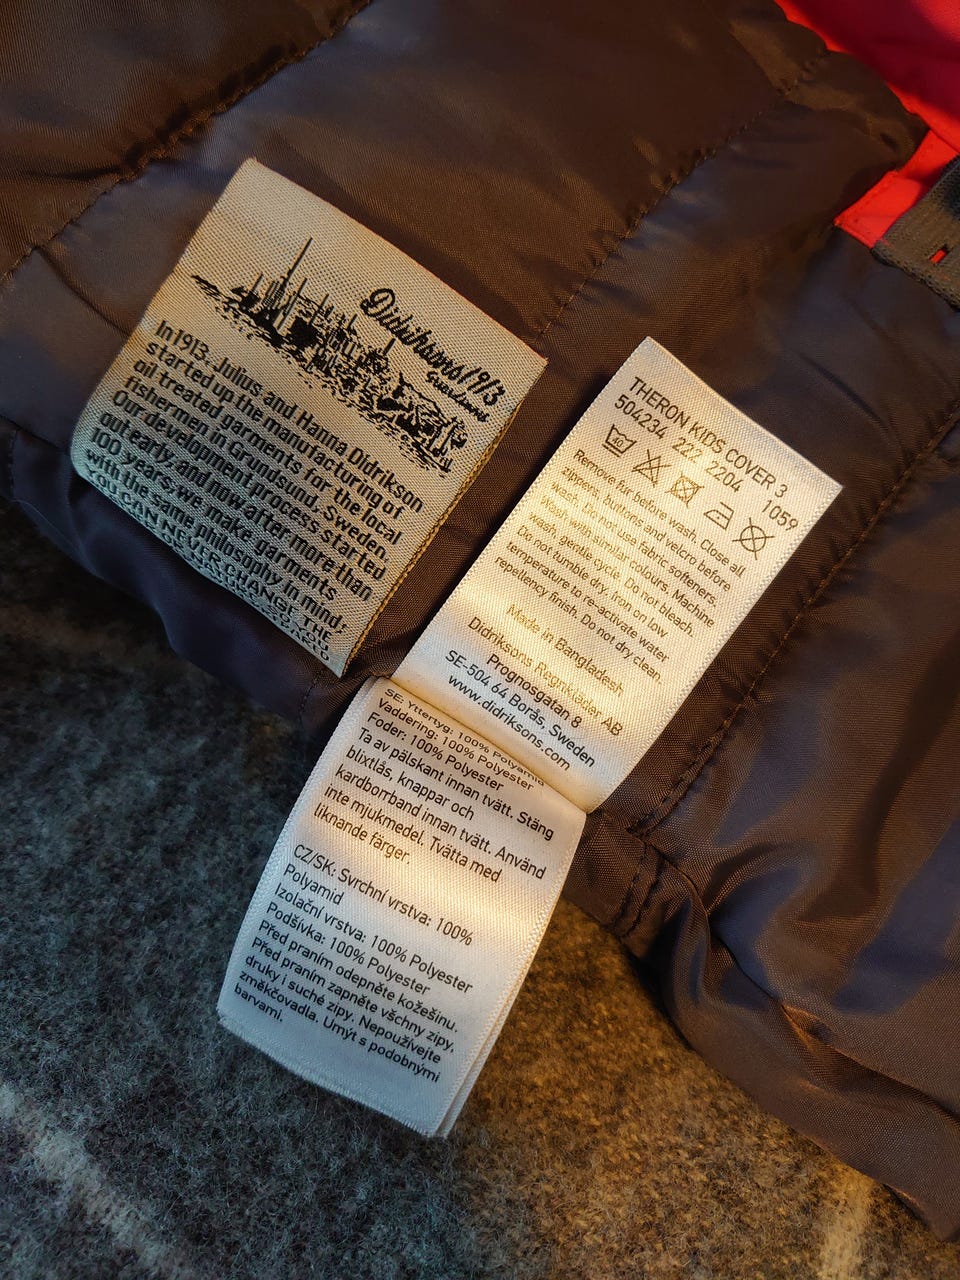 Didriksons1913
Sweden
In 1913, Julius and Hanna Didrikson
started up the manufacturing of
oil treated garments for the local
fishermen in Grundsund, Sweden.
Our development process started
out early, and now after more than
100 years, we make garments
with the same philosophy in mind;
YOU CAN NEVER CHANGE THE
THERON KIDS COVER 3
504234 222 2204 1059
40
Remove fur before wash. Close all
zippers, buttons and velcro before
wash. Do not use fabric softeners.
Wash with similar colours. Machine
wash, gentle cycle. Do not bleach.
Do not tumble dry. Iron on low
temperature to re-activate water
repellency finish. Do not dry clean.
Made in Bangladesh
Didriksons Regnkläder AB
Prognosgatan 8
SE-504 64 Borås, Sweden
www.didriksons.com
SE: Yttertyg: 100% Polyamid
Vaddering: 100% Polyester
Foder: 100% Polyester
Ta av pälskant innan tvätt. Stäng
blixtlås, knappar och
kardborrband innan tvätt. Använd
inte mjukmedel. Tvätta med
liknande färger.
CZ/SK: Svrchní vrstva: 100%
Polyamid
Izolační vrstva: 100% Polyester
Podšívka: 100% Polyester
Před praním odepněte kožešinu.
Před praním zapněte všchny zipy,
druky i suché zipy. Nepoužívejte
změkčovadla. Umýt s podobnými
barvami.